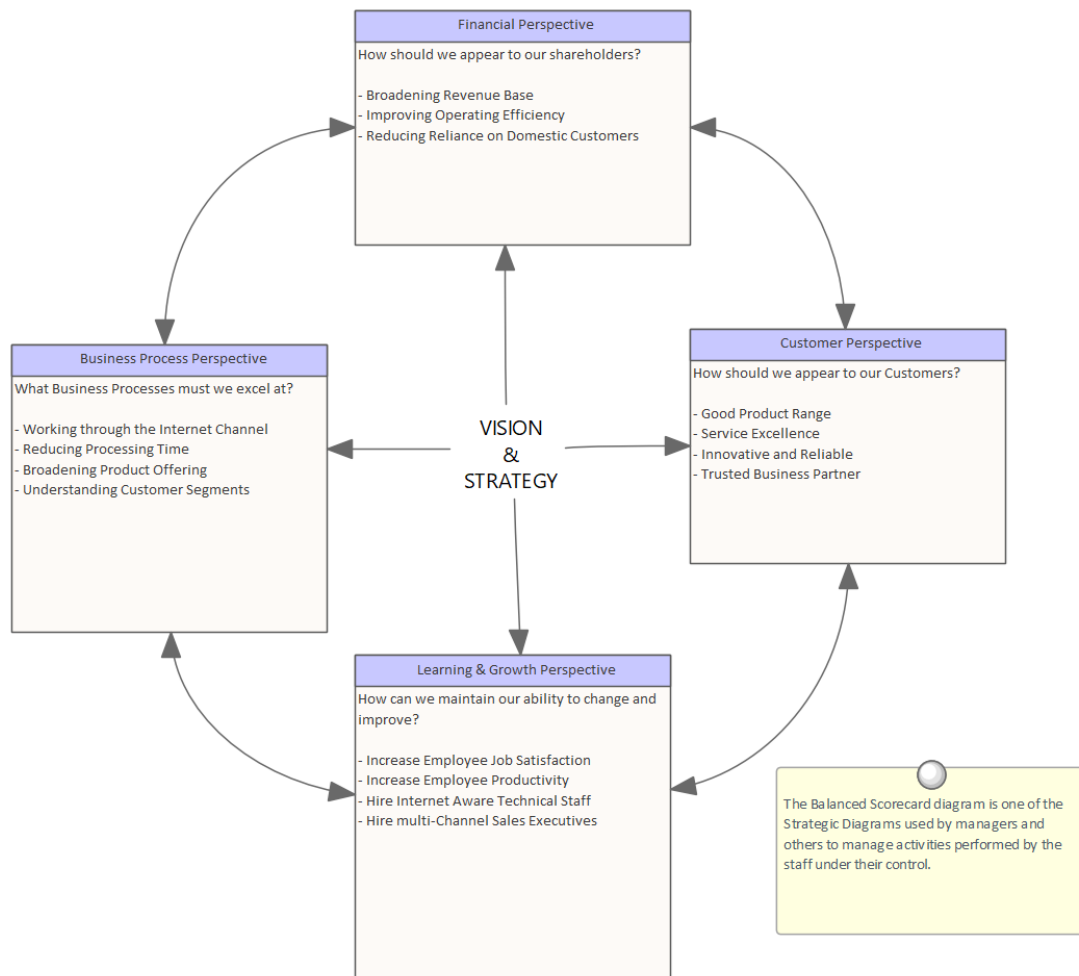 Financial Perspective
How should we appear to our shareholders?
- Broadening Revenue Base
- Improving Operating Efficiency
- Reducing Reliance on Domestic Customers
Business Process Perspective
What Business Processes must we excel at?
- Working through the Internet Channel
- Reducing Processing Time
- Broadening Product Offering
- Understanding Customer Segments
VISION
&
STRATEGY
Customer Perspective
How should we appear to our Customers?
- Good Product Range
- Service Excellence
- Innovative and Reliable
- Trusted Business Partner
Learning & Growth Perspective
How can we maintain our ability to change and
improve?
- Increase Employee Job Satisfaction
- Increase Employee Productivity
- Hire Internet Aware Technical Staff
- Hire multi-Channel Sales Executives
The Balanced Scorecard diagram is one of the
Strategic Diagrams used by managers and
others to manage activities performed by the
staff under their control.